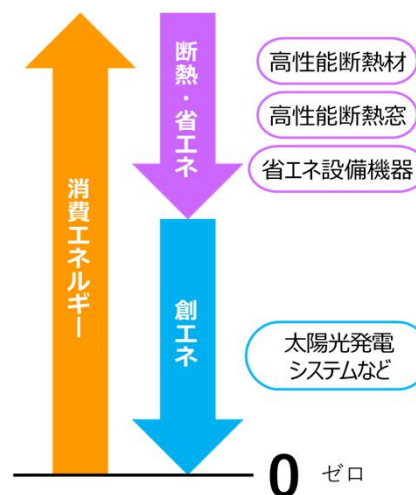 消費エネルギー
断熱・省エネ
高性能断熱材
高性能断熱窓
省エネ設備機器
創エネ
太陽光発電
システムなど
0 ゼロ